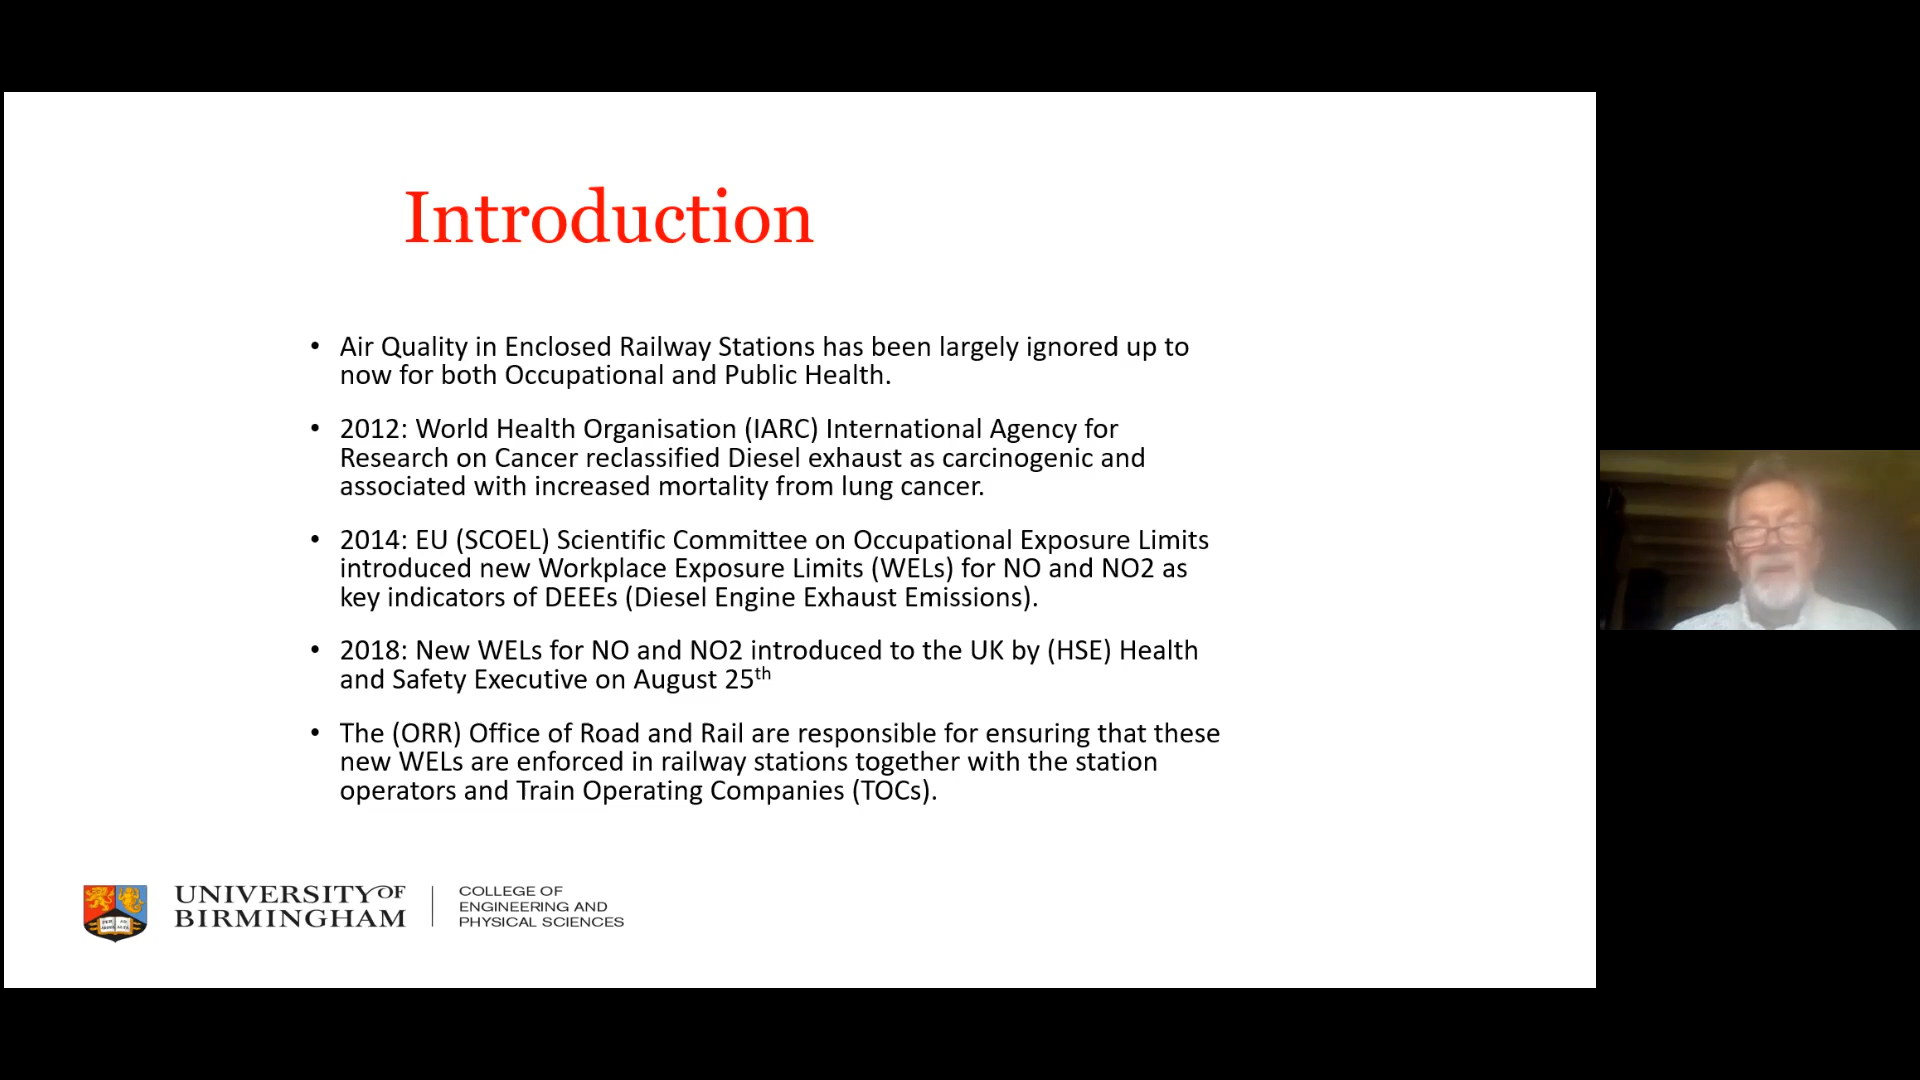 Introduction
• Air Quality in Enclosed Railway Stations has been largely ignored up to
now for both Occupational and Public Health.
• 2012: World Health Organisation (IARC) International Agency for
Research on Cancer reclassified Diesel exhaust as carcinogenic and
associated with increased mortality from lung cancer.
• 2014: EU (SCOEL) Scientific Committee on Occupational Exposure Limits
introduced new Workplace Exposure Limits (WELs) for NO and NO2 as
key indicators of DEEEs (Diesel Engine Exhaust Emissions).
• 2018: New WELs for NO and NO2 introduced to the UK by (HSE) Health
and Safety Executive on August 25th
• The (ORR) Office of Road and Rail are responsible for ensuring that these
new WELs are enforced in railway stations together with the station
operators and Train Operating Companies (TOCs).
UNIVERSITY OF
BIRMINGHAM
COLLEGE OF
ENGINEERING AND
PHYSICAL SCIENCES